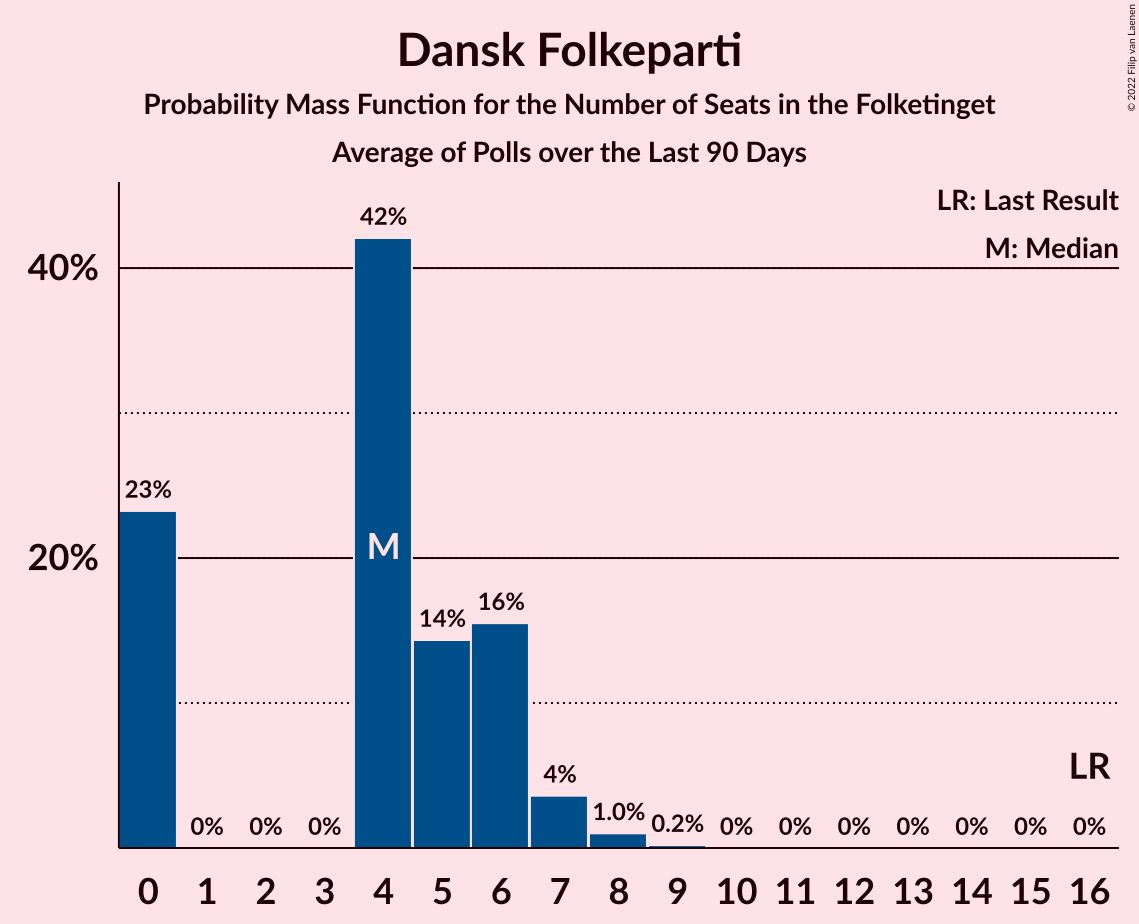 Dansk Folkeparti
Probability Mass Function for the Number of Seats in the Folketinget
Average of Polls over the Last 90 Days
© 2022 Filip van Laenen
LR: Last Result
M: Median
40%
20%
42%
23%
M
16%
14%
4%
LR
1.0%
0.2%
0% 0% 0% 0% 0% 0% 0% 0% 0% 0%
0 1 2 3 4 5 6 7 8 9 10 11 12 13 14 15 16